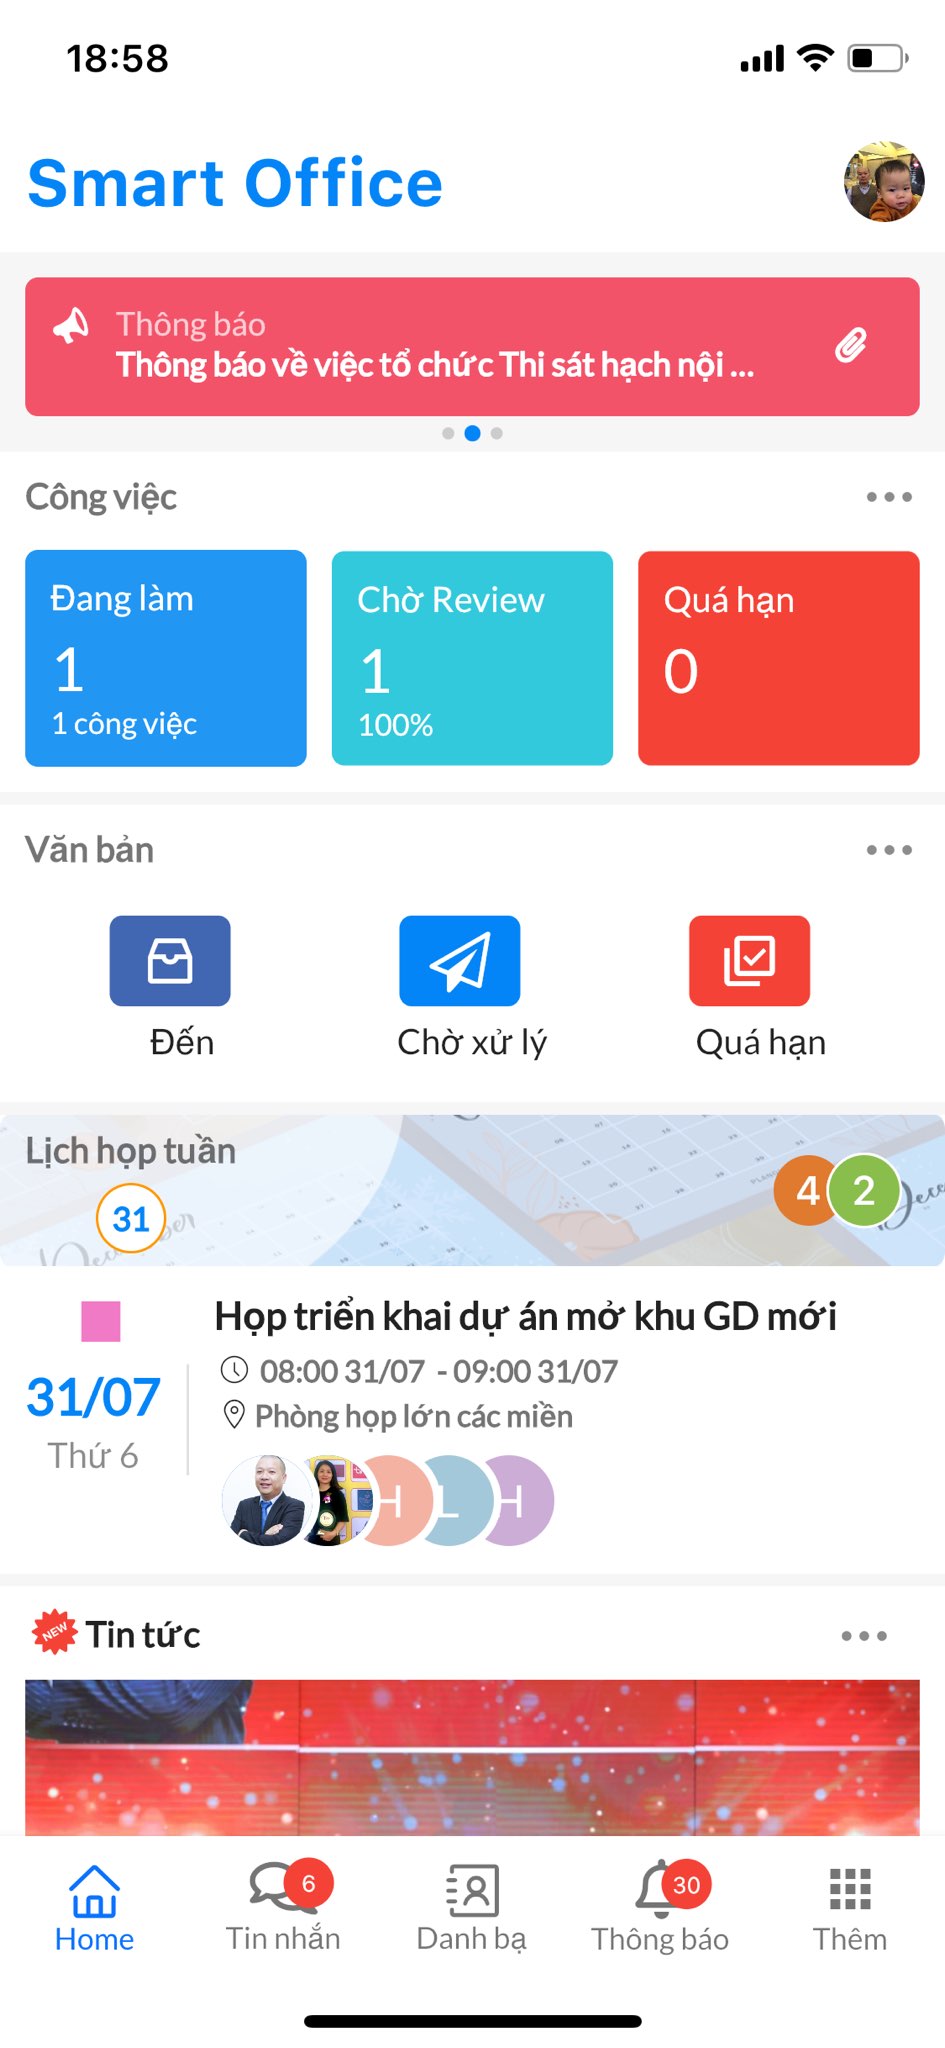 18:58
Smart Office
Thông báo
Thông báo về việc tổ chức Thi sát hạch nội ...
Công việc
Đang làm
1
1 công việc
Chờ Review
1
100%
Quá hạn
0
Văn bản
Đến
Chờ xử lý
Quá hạn
Lịch họp tuần
31
4
2
December
Họp triển khai dự án mở khu GD mới
08:00 31/07 - 09:00 31/07
31/07
Thứ 6
Phòng họp lớn các miền
H
L
H
NEW
Tin tức
6
30
Home
Tin nhắn
Danh bạ
Thông báo
Thêm